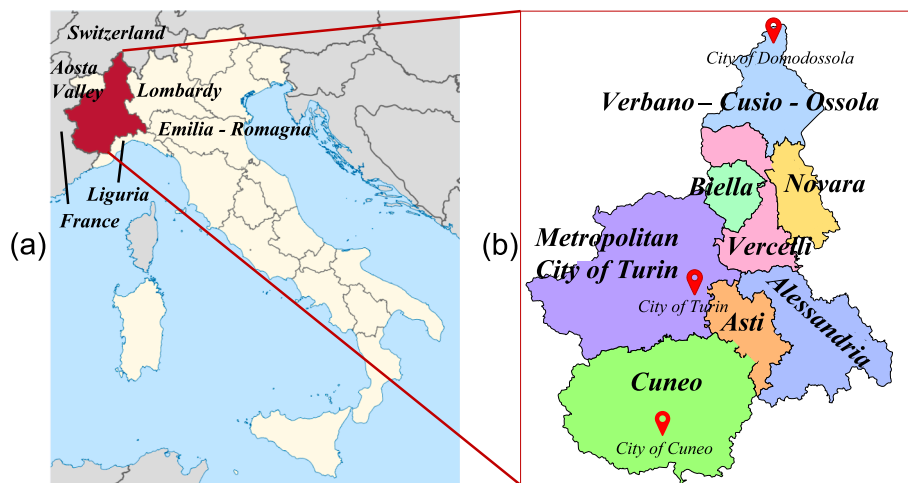 Switzerland
Aosta
Valley
Lombardy
Emilia - Romagna
Liguria
France
(a)
City of Domodossola
Verbano – Cusio - Ossola
Biella
Novara
Metropolitan
City of Turin
Vercelli
City of Turin
Asti
Alessandria
Cuneo
City of Cuneo
(b)